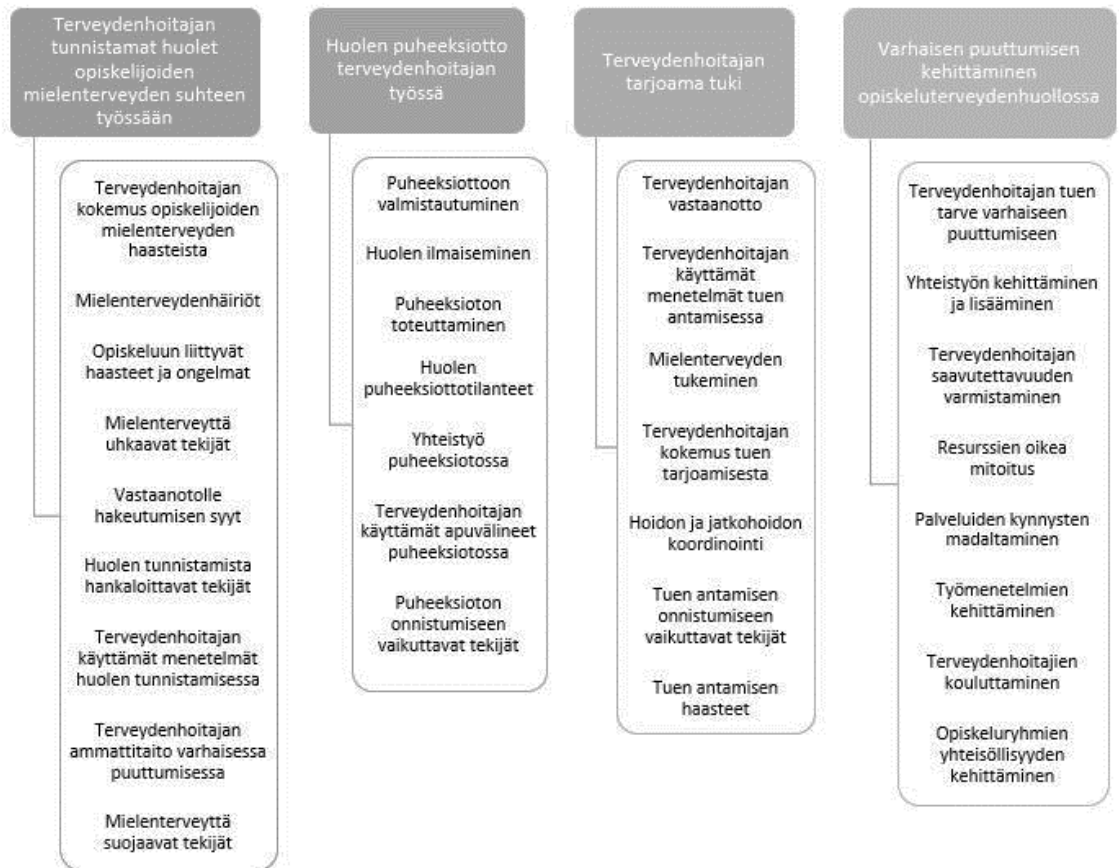 Terveydenhoitajan
tunnistamat huolet
opiskelijoiden
mielenterveyden suhteen
työssään
Terveydenhoitajan
kokemus opiskelijoiden
mielenterveyden
haasteista
Mielenterveydenhäiriöt
Opiskeluun liittyvät
haasteet ja ongelmat
Mielenterveyttä
uhkaavat tekijät
Vastaanotolle
hakeutumisen syyt
Huolen tunnistamista
hankaloittavat tekijät
Terveydenhoitajan
käyttämät menetelmät
huolen tunnistamisessa
Terveydenhoitajan
ammattitaito varhaisessa
puuttumisessa
Mielenterveyttä
suojaavat tekijät
Huolen puheeksiotto
terveydenhoitajan
työssä
Puheeksiottoon
valmistautuminen
Huolen ilmaiseminen
Puheeksioton
toteuttaminen
Huolen
puheeksiottotilanteet
Yhteistyö
puheeksiotossa
Terveydenhoitajan
käyttämät apuvälineet
puheeksiotossa
Puheeksioton
onnistumiseen
vaikuttavat tekijät
Terveydenhoitajan
tarjoama tuki
Terveydenhoitajan
vastaanotto
Terveydenhoitajan
käyttämät
menetelmät tuen
antamisessa
Mielenterveyden
tukeminen
Terveydenhoitajan
kokemus tuen
tarjoamisesta
Hoidon ja jatkohoidon
koordinointi
Tuen antamisen
onnistumiseen
vaikuttavat tekijät
Tuen antamisen
haasteet
Varhaisen puuttumisen
kehittäminen
opiskeluterveydenhuollossa
Terveydenhoitajan tuen
tarve varhaiseen
puuttumiseen
Yhteistyön kehittäminen
ja lisääminen
Terveydenhoitajan
saavutettavuuden
varmistaminen
Resurssien oikea
mitoitus
Palveluiden kynnysten
madaltaminen
Työmenetelmien
kehittäminen
Terveydenhoitajien
kouluttaminen
Opiskeluryhmien
yhteisöllisyyden
kehittäminen